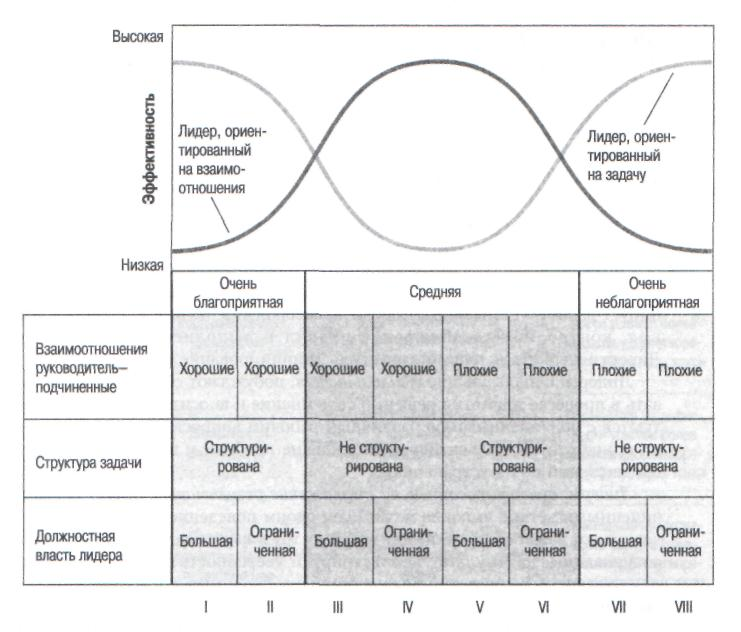 Высокая
Эффективность
Низкая
Лидер, ориен-
тированный
на взаимо-
отношения
Лидер, ориен-
тированный
на задачу
Очень
благоприятная
Средняя
Очень
неблагоприятная
Взаимоотношения
руководитель–
подчиненные
Хорошие Хорошие Хорошие Хорошие Плохие Плохие Плохие Плохие
Структура задачи
Структури-
рована
Не структу-
рирована
Структури-
рована
Не структу-
рирована
Должностная
власть лидера
Большая
Ограни-
ченная
Большая
Ограни-
ченная
Большая
Ограни-
ченная
Большая
Ограни-
ченная
I II III IV V VI VII VIII